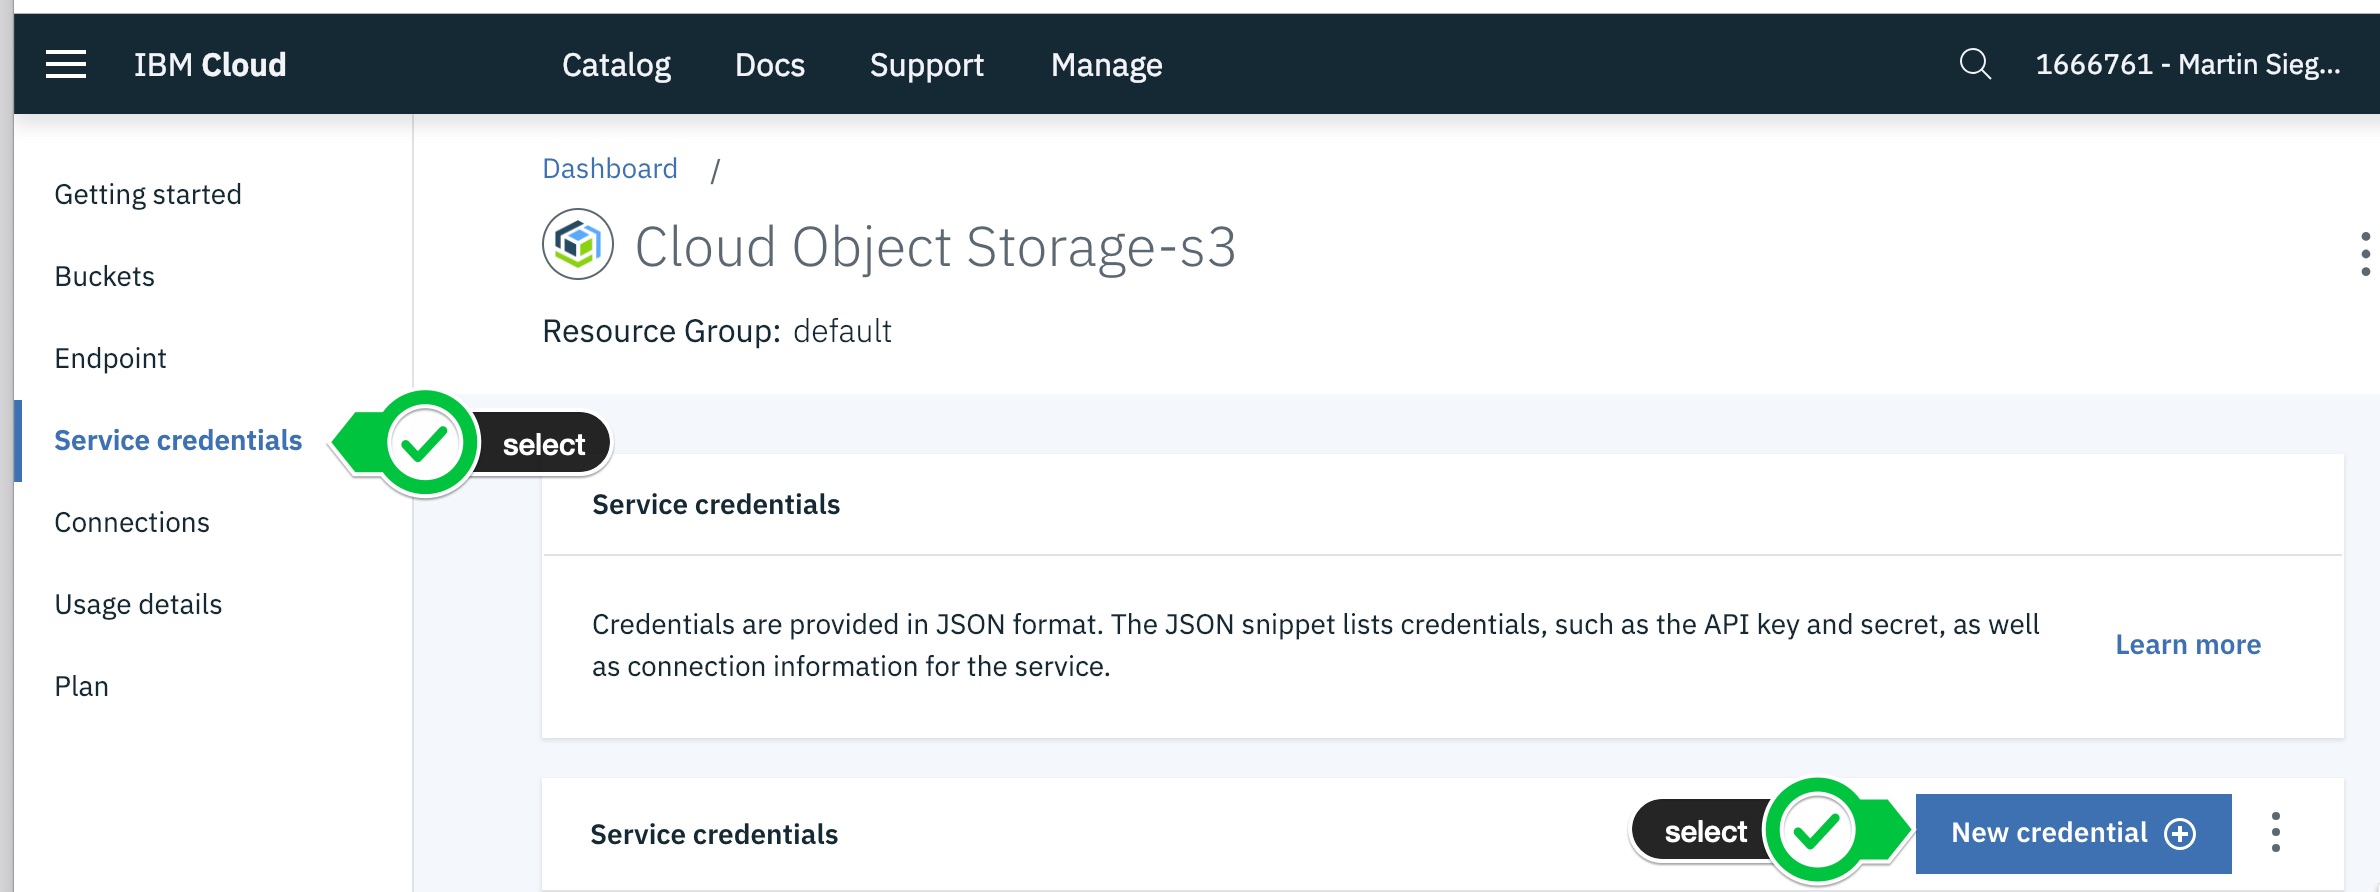 IBM Cloud
Catalog
Docs
Support
Manage
1666761 - Martin Sieg...
Getting started
Buckets
Endpoint
Service credentials
select
Connections
Usage details
Plan
Dashboard /
Cloud Object Storage-s3
Resource Group: default
Service credentials
Credentials are provided in JSON format. The JSON snippet lists credentials, such as the API key and secret, as well
as connection information for the service.
Learn more
Service credentials
select
New credential